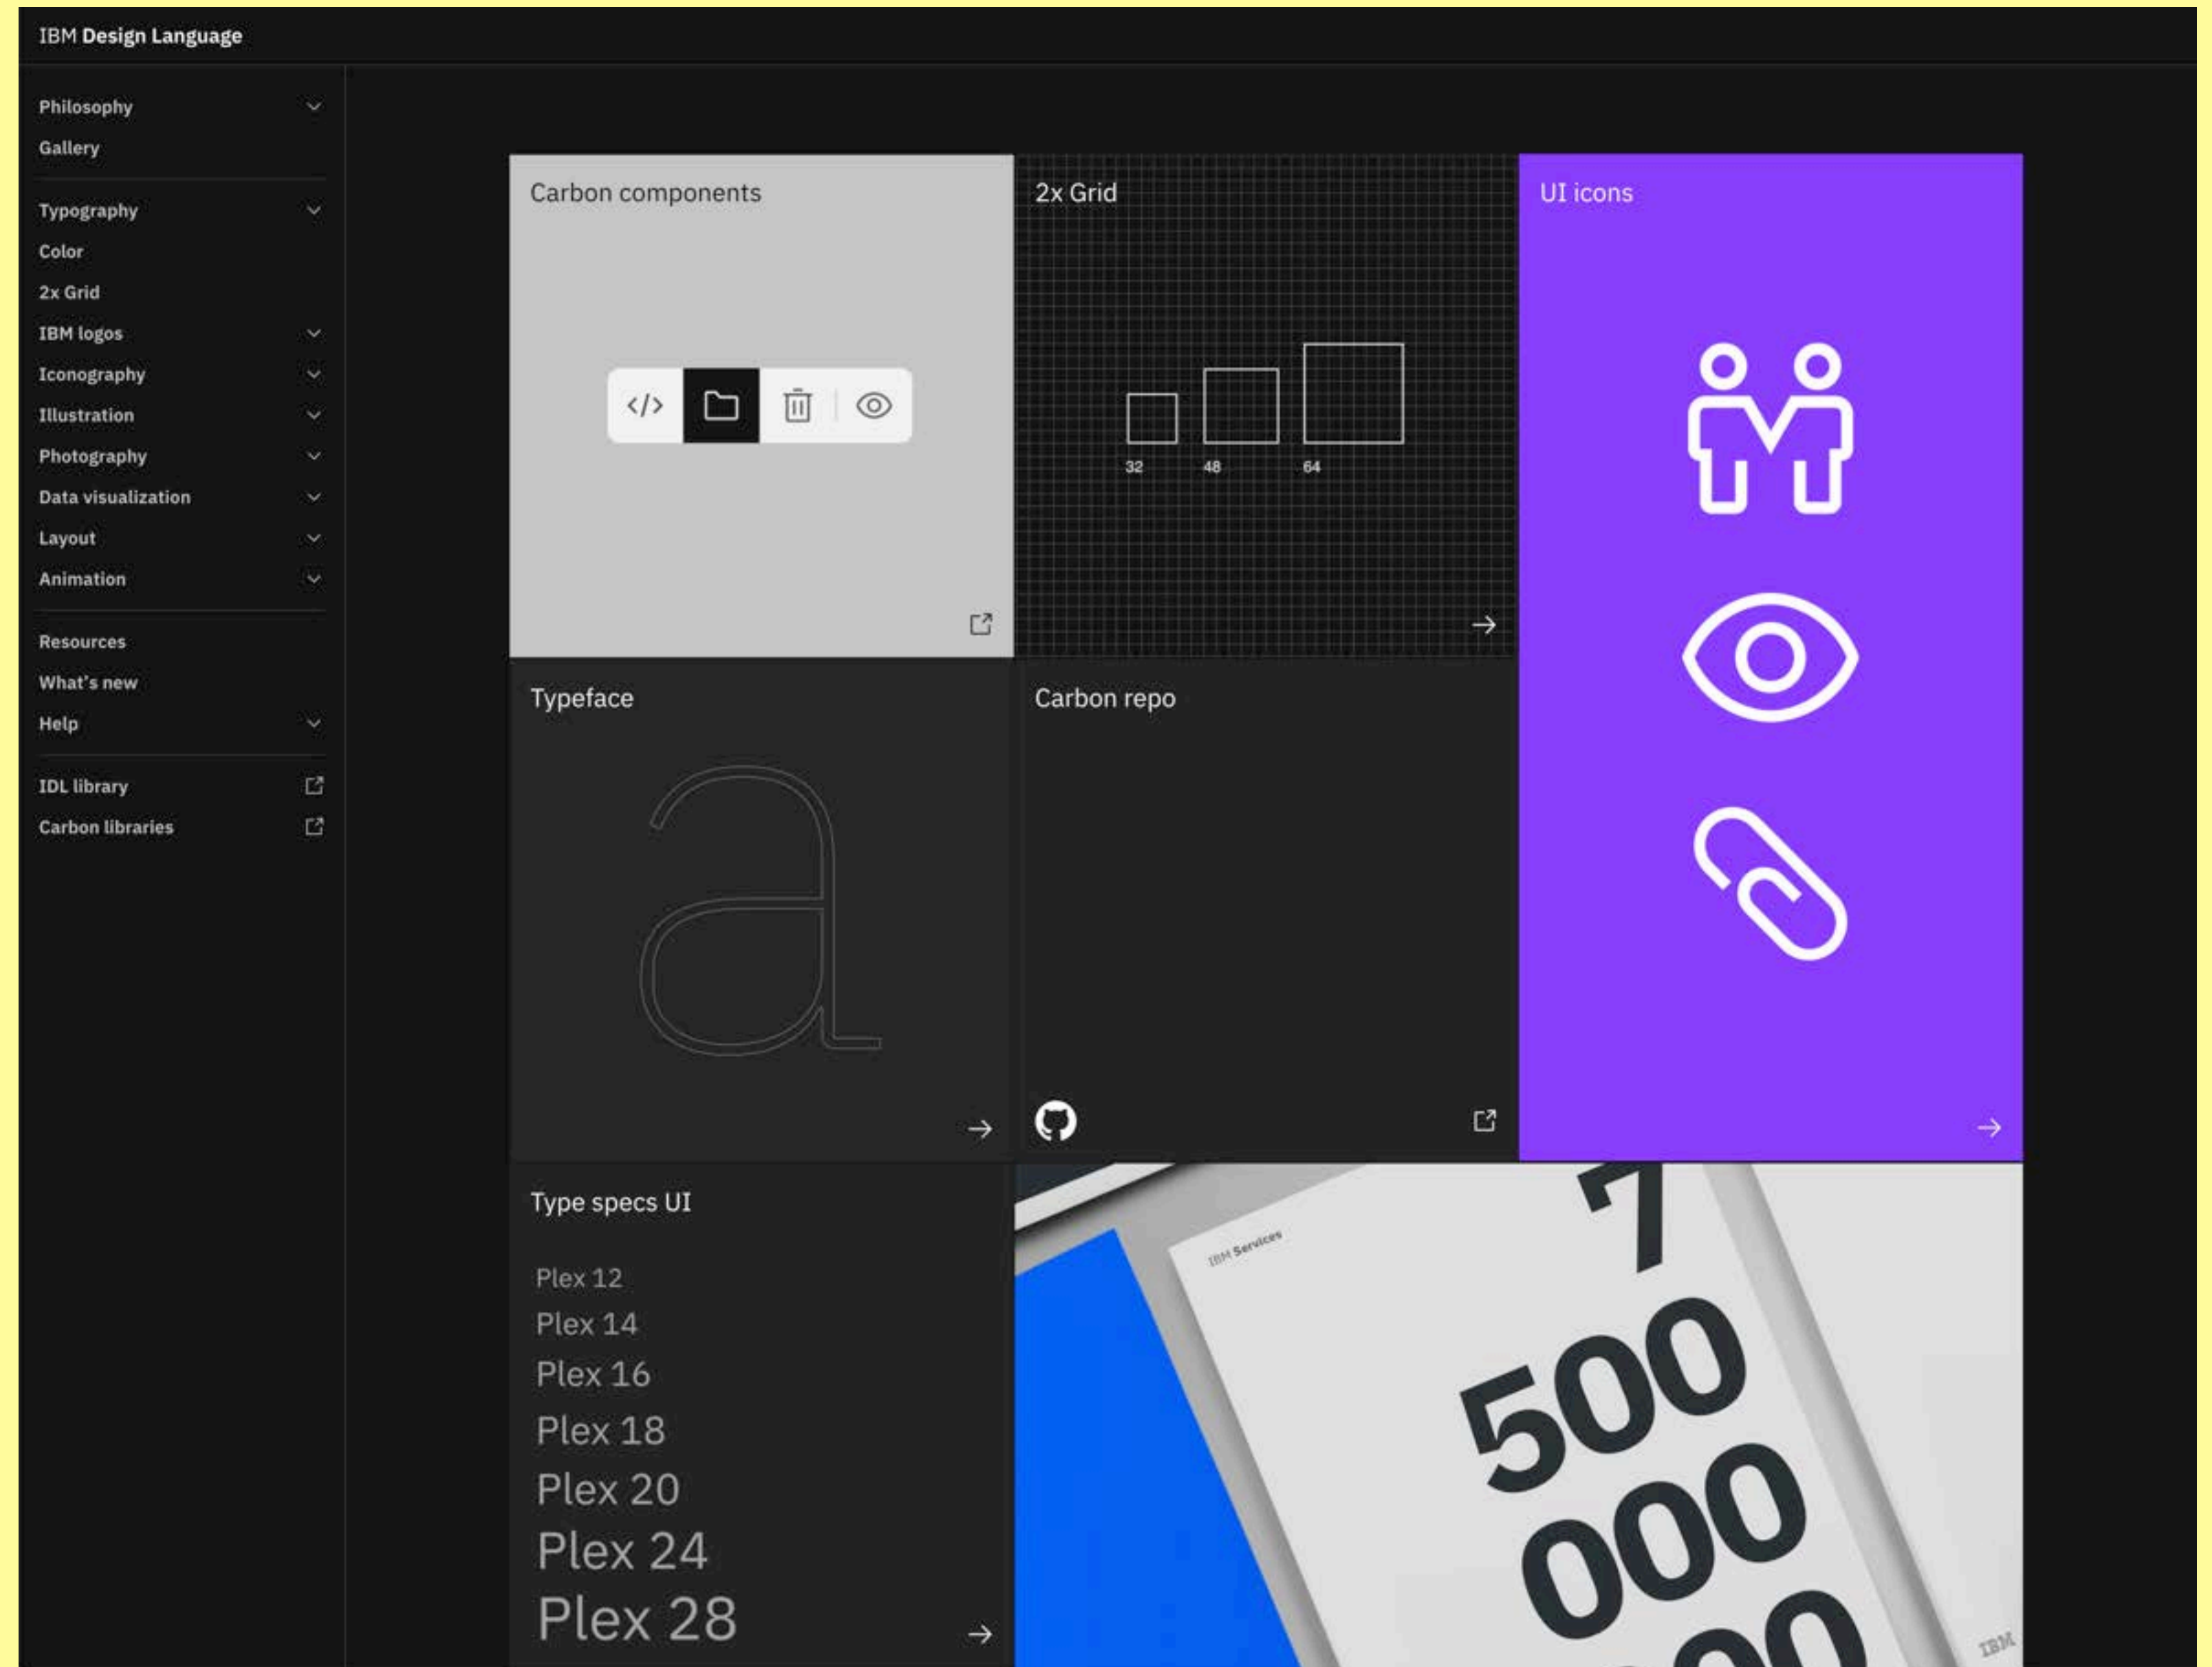 IBM Design Language
Philosophy
Gallery
Typography
Color
2x Grid
IBM logos
Iconography
Illustration
Photography
Data visualization
Layout
Animation
Resources
What's new
Help
IDL library
Carbon libraries
Carbon components
</>
2x Grid
32 48 64
UI icons
Typeface
a
Carbon repo
Type specs UI
Plex 12
Plex 14
Plex 16
Plex 18
Plex 20
Plex 24
Plex 28
IBM Services
7
500
000
IBM